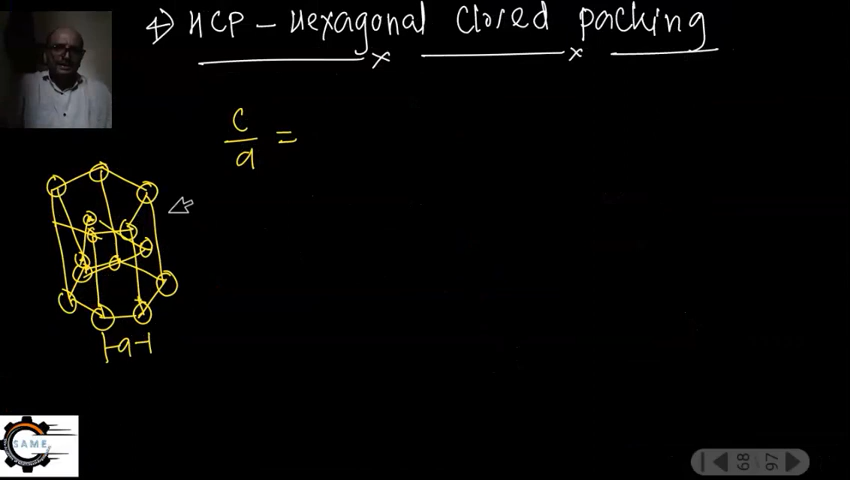 4) HCP - Hexagonal Closed packing
c/a =
⊢a⊣
SAME
68/97